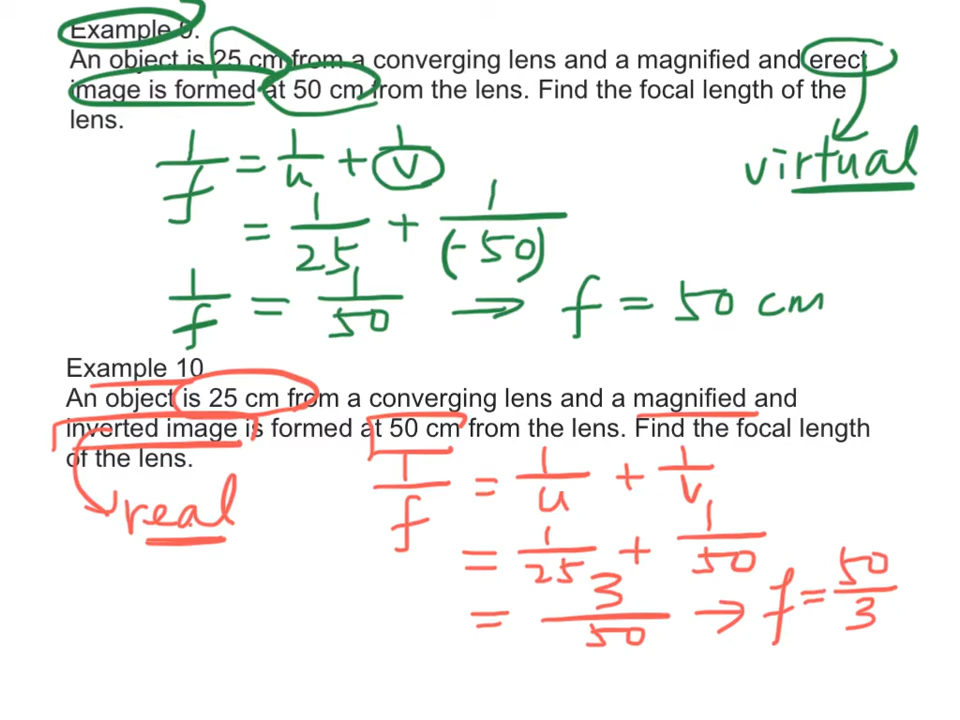 Example 9.
An object is 25 cm from a converging lens and a magnified and erect
image is formed at 50 cm from the lens. Find the focal length of the
lens.
1/f = 1/u + 1/v
virtual
= 1/25 + 1/(-50)
1/f = 1/50 ⇒ f = 50 cm
Example 10
An object is 25 cm from a converging lens and a magnified and
inverted image is formed at 50 cm from the lens. Find the focal length
of the lens.
real
1/f = 1/u + 1/v
= 1/25 + 1/50
= 3/50 → f = 50/3